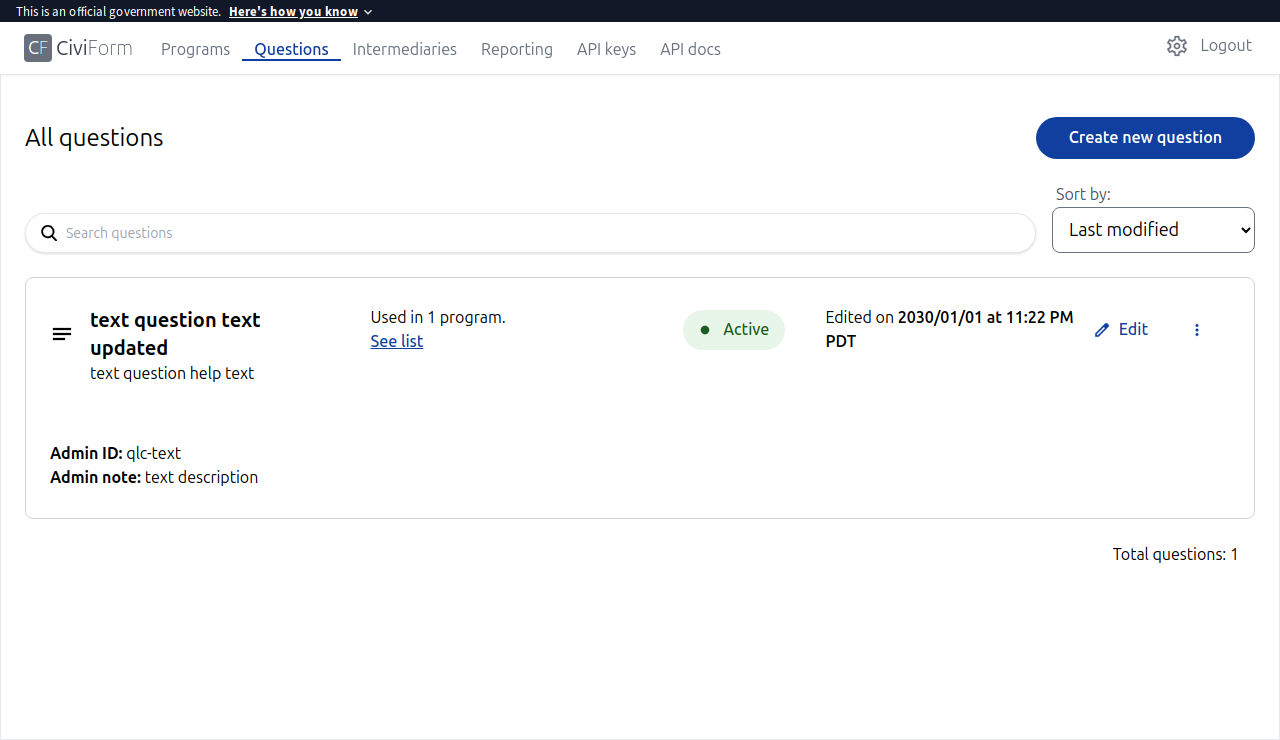 This is an official government website. Here's how you know
CF CiviForm Programs Questions Intermediaries Reporting API keys API docs Logout
All questions
Create new question
Sort by:
Search questions
Last modified
text question text
updated
text question help text
Used in 1 program.
See list
Active
Edited on 2030/01/01 at 11:22 PM
PDT
Edit
Admin ID: qlc-text
Admin note: text description
Total questions: 1